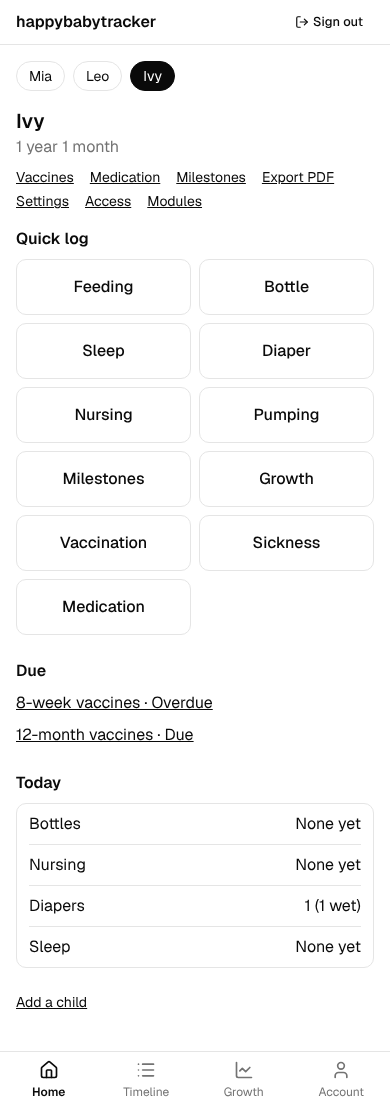 happybabytracker
Sign out
Mia Leo Ivy
Ivy
1 year 1 month
Vaccines Medication Milestones Export PDF
Settings Access Modules
Quick log
Feeding Bottle
Sleep Diaper
Nursing Pumping
Milestones Growth
Vaccination Sickness
Medication
Due
8-week vaccines · Overdue
12-month vaccines · Due
Today
Bottles None yet
Nursing None yet
Diapers 1 (1 wet)
Sleep None yet
Add a child
Home Timeline Growth Account